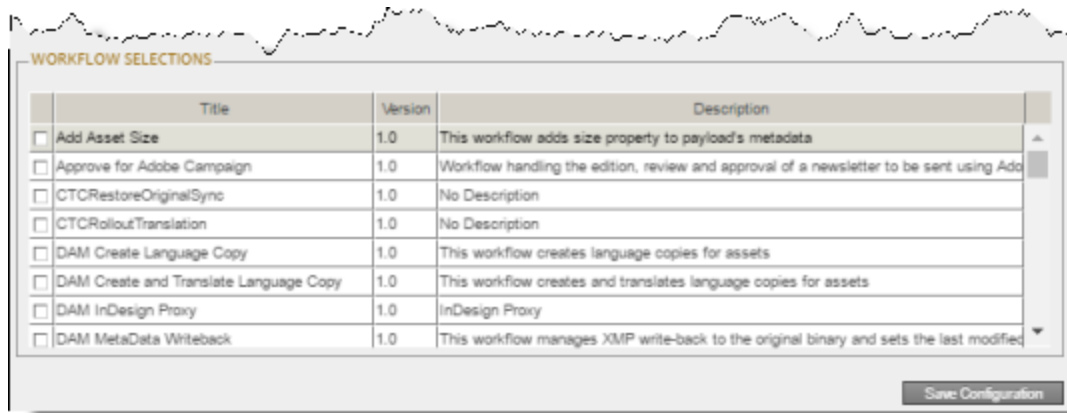 WORKFLOW SELECTIONS
Title Version Description
Add Asset Size 1.0 This workflow adds size property to payload's metadata
Approve for Adobe Campaign 1.0 Workflow handling the edition, review and approval of a newsletter to be sent using Ado
CTCRestoreOriginalSync 1.0 No Description
CTCRolloutTranslation 1.0 No Description
DAM Create Language Copy 1.0 This workflow creates language copies for assets
DAM Create and Translate Language Copy 1.0 This workflow creates and translates language copies for assets
DAM InDesign Proxy 1.0 InDesign Proxy
DAM MetaData Writeback 1.0 This workflow manages XMP write-back to the original binary and sets the last modified
Save Configuration